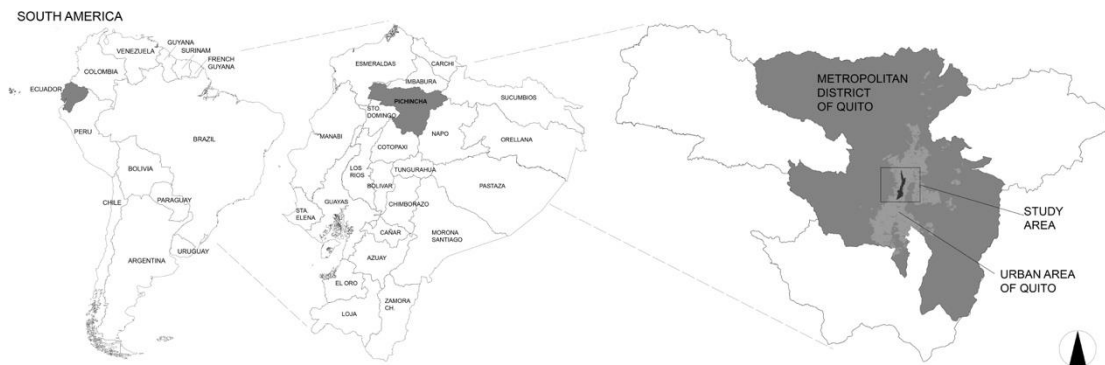 SOUTH AMERICA
GUYANA
VENEZUELA
SURINAM
FRENCH
GUYANA
COLOMBIA
ECUADOR
PERU
BRAZIL
BOLIVIA
PARAGUAY
CHILE
URUGUAY
ARGENTINA
ESMERALDAS
CARCHI
IMBABURA
SUCUMBIOS
PICHINCHA
STO.
DOMINGO
MANABI
NAPO
ORELLANA
COTOPAXI
LOS
RIOS
TUNGURAHUA
BOLIVAR
PASTAZA
GUAYAS
CHIMBORAZO
STA.
ELENA
CAÑAR
MORONA
SANTIAGO
AZUAY
EL ORO
ZAMORA
CH.
LOJA
METROPOLITAN
DISTRICT
OF QUITO
STUDY
AREA
URBAN AREA
OF QUITO